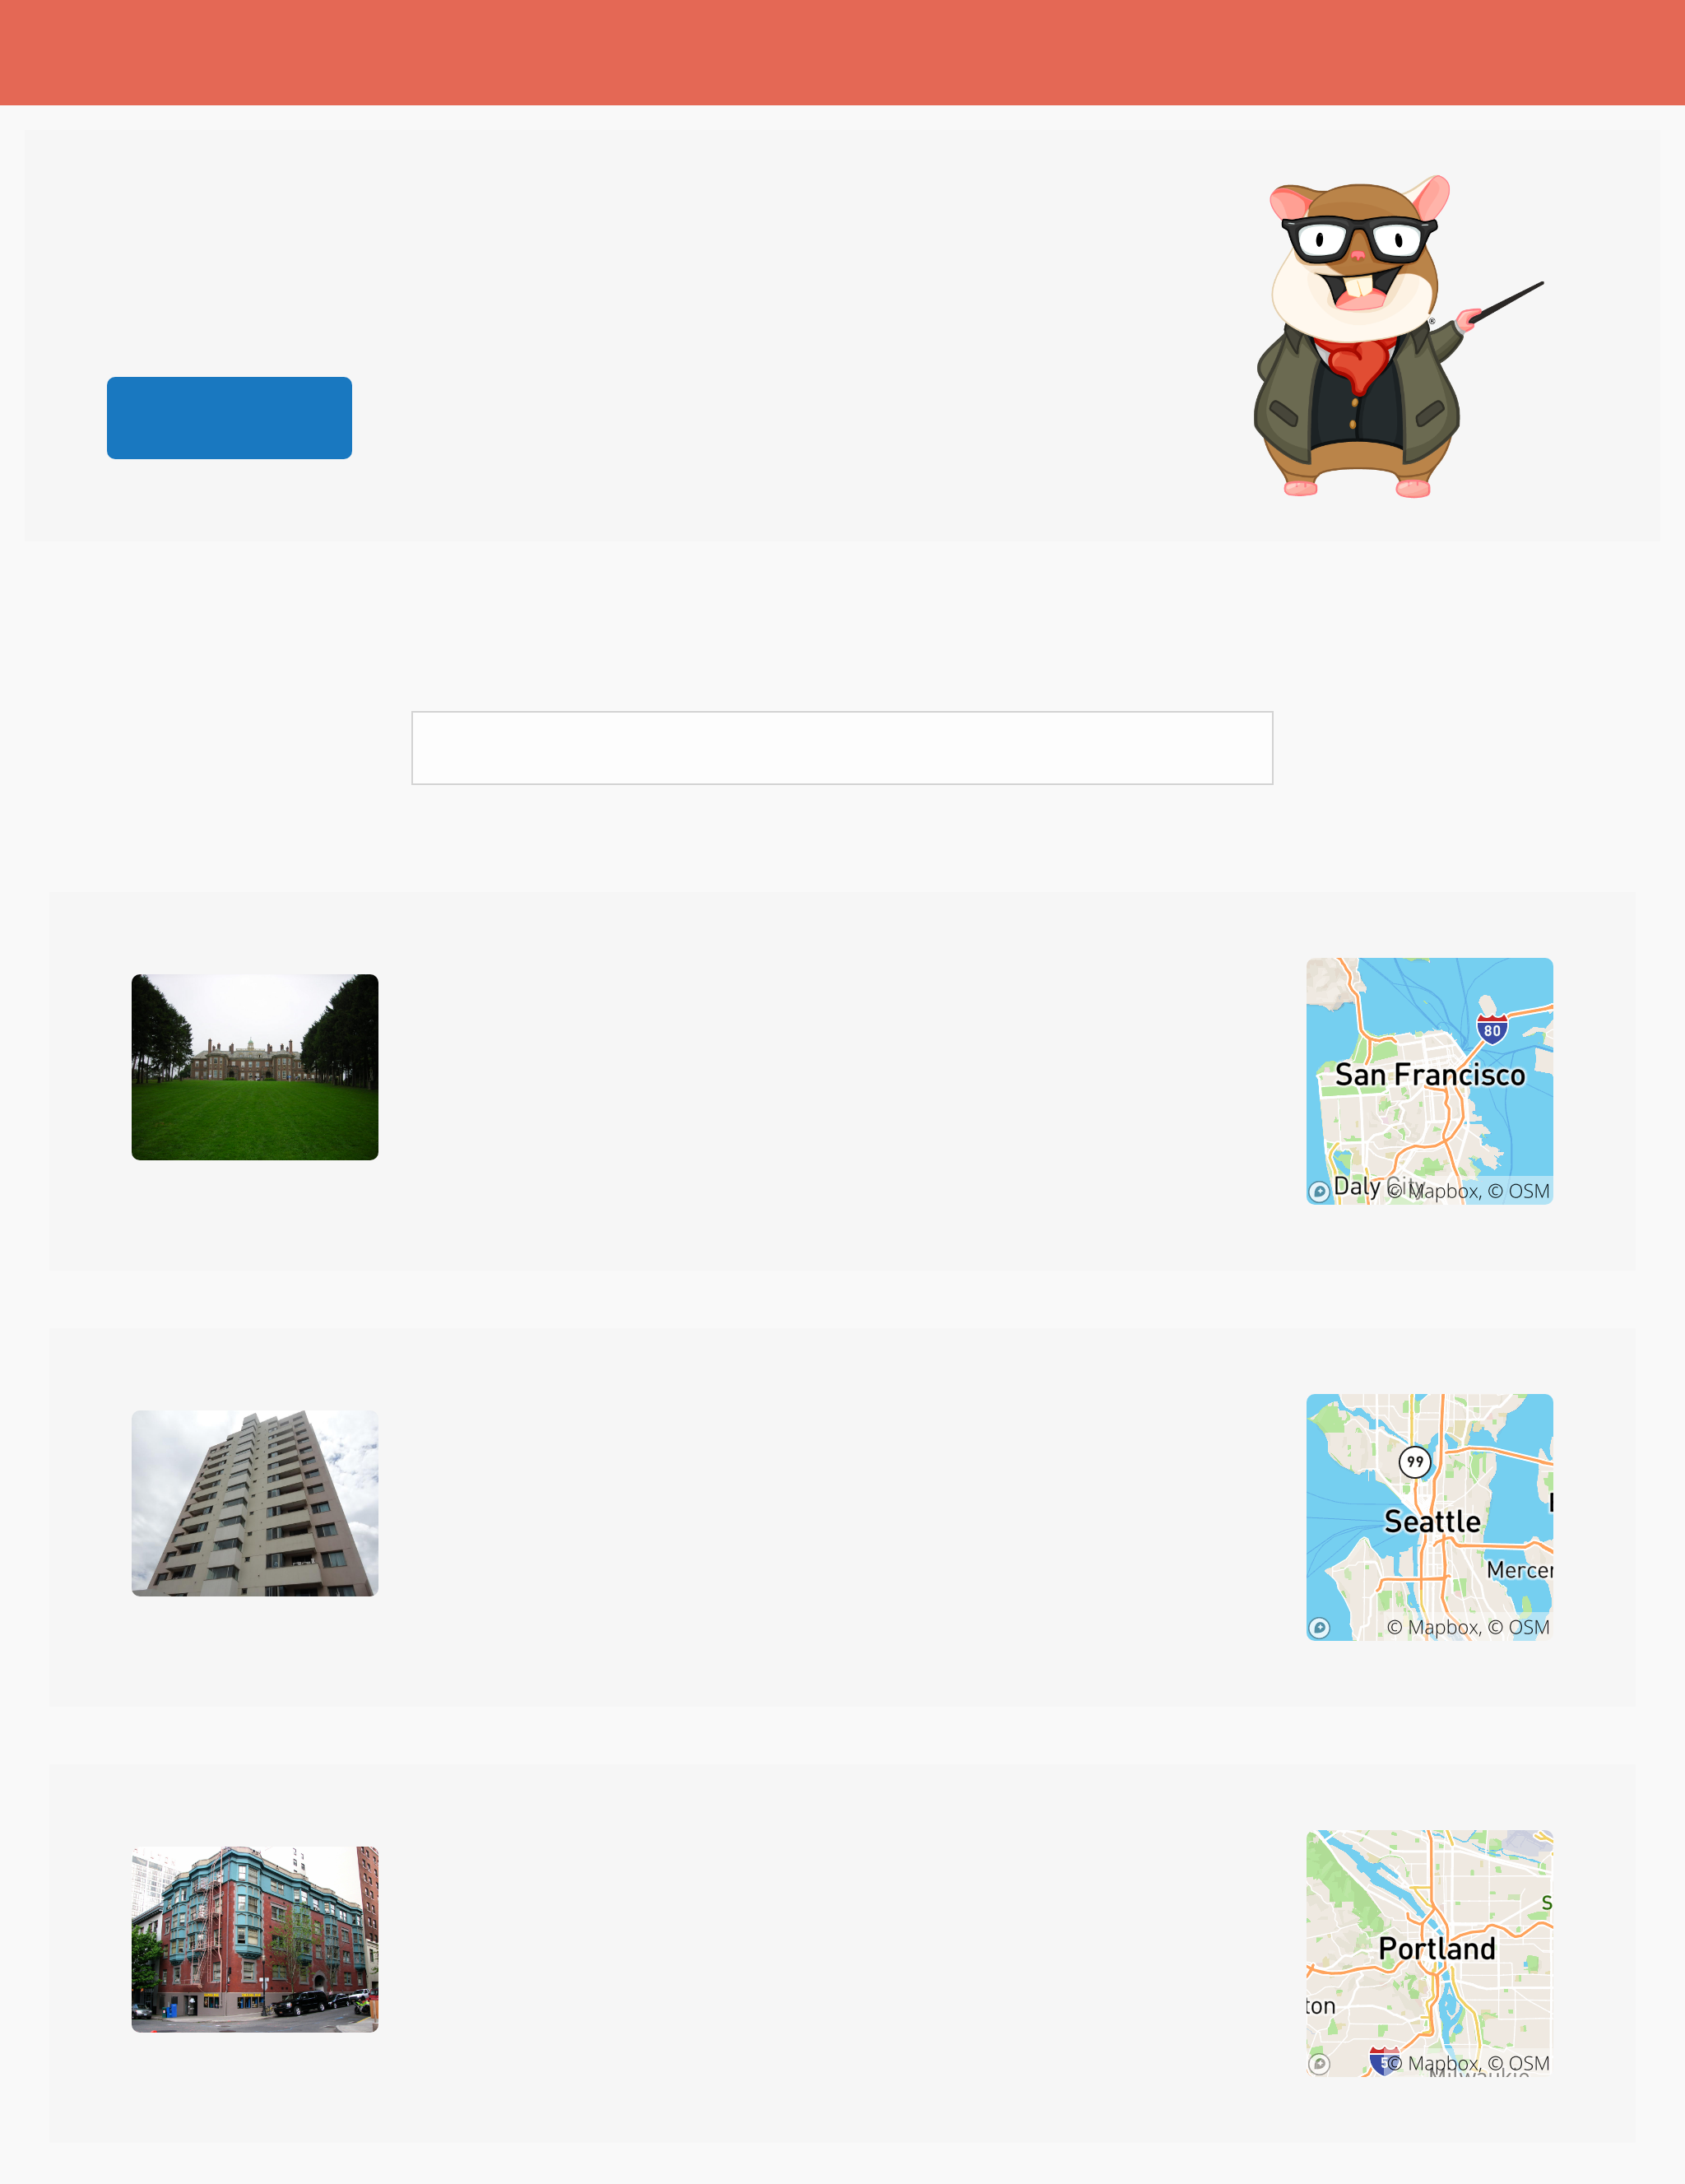 ®
80
San Francisco
Daly City
© Mapbox, © OSM
99
Seattle
Mercer
© Mapbox, © OSM
S
Portland
ton
5
© Mapbox, © OSM
Milwaukie